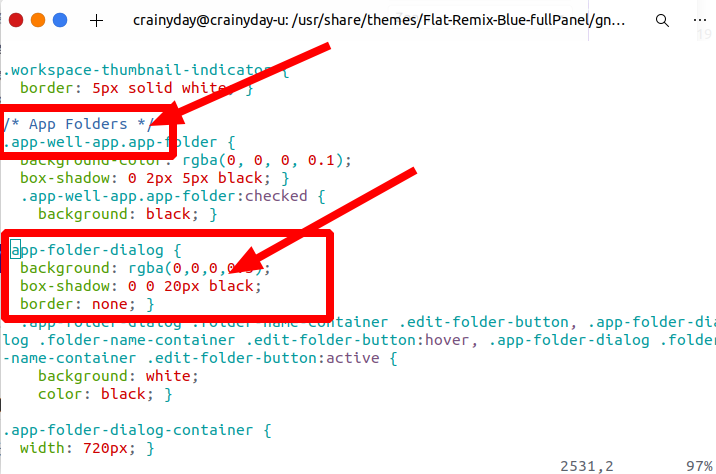 crainyday@crainyday-u: /usr/share/themes/Flat-Remix-Blue-fullPanel/gn…
.workspace-thumbnail-indicator {
border: 5px solid white; }
/* App Folders */
.app-well-app.app-folder {
background-color: rgba(0, 0, 0, 0.1);
box-shadow: 0 2px 5px black; }
.app-well-app.app-folder:checked {
background: black; }
app-folder-dialog {
background: rgba(0,0,0,
box-shadow: 0 0 20px black;
border: none; }
.app-folder-dialog .folder-name-container .edit-folder-button, .app-folder-dia
log .folder-name-container .edit-folder-button:hover, .app-folder-dialog .folder
-name-container .edit-folder-button:active {
background: white;
color: black; }
.app-folder-dialog-container {
width: 720px; }
2531,2 97%